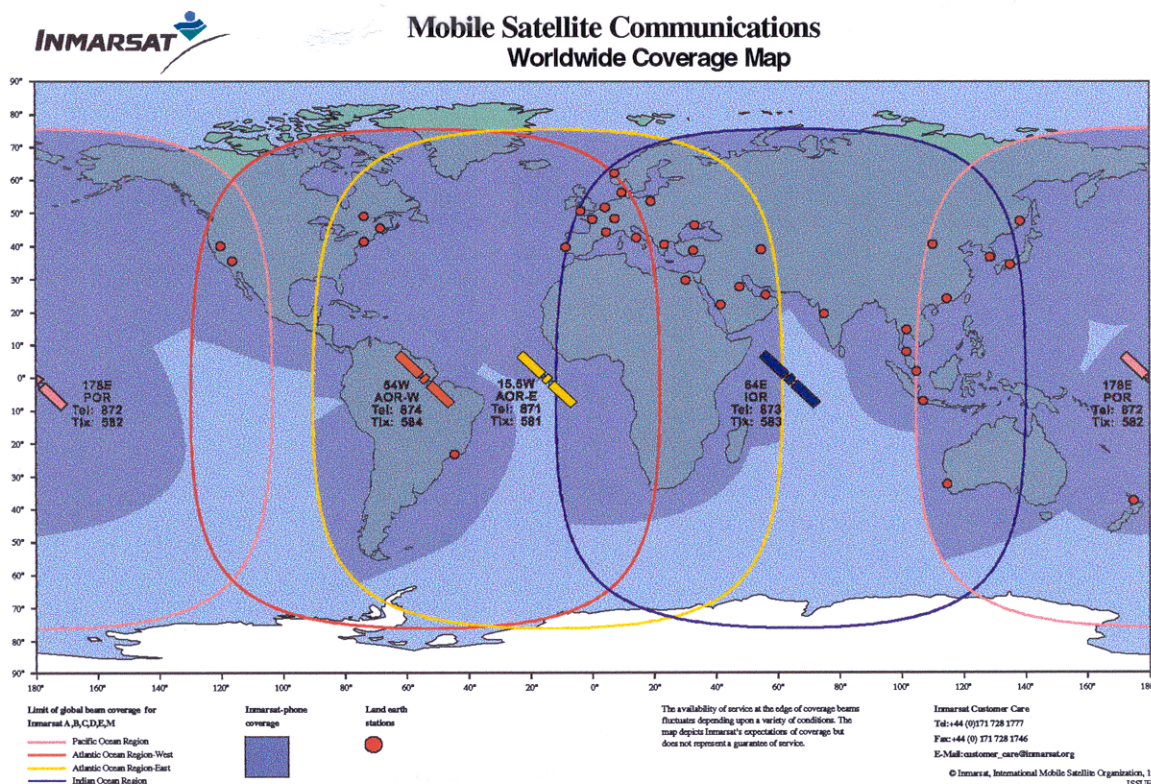 INMARSAT
Mobile Satellite Communications
Worldwide Coverage Map
90°
80°
70°
60°
50°
40°
30°
20°
10°
0°
10°
20°
30°
40°
50°
60°
70°
80°
90°
178E
POR
Tel: 872
Tlx: 582
54W
AOR-W
Tel: 874
Tlx: 584
15.5W
AOR-E
Tel: 871
Tlx: 581
64E
IOR
Tel: 873
Tlx: 583
178E
POR
Tel: 872
Tlx: 582
180° 160° 140° 120° 100° 80° 60° 40° 20° 0° 20° 40° 60° 80° 100° 120° 140° 160° 180°
Limit of global beam coverage for
Inmarsat A,B,C,D,E,M
Pacific Ocean Region
Atlantic Ocean Region-West
Atlantic Ocean Region-East
Indian Ocean Region
Inmarsat-phone
coverage
Land earth
stations
The availability of service at the edge of coverage beams
fluctuates depending upon a variety of conditions. The
map depicts Inmarsat's expectations of coverage but
does not represent a guarantee of service.
Inmarsat Customer Care
Tel:+44 (0)171 728 1777
Fax:+44 (0) 171 728 1746
E-Mail:customer_care@inmarsat.org
© Inmarsat, International Mobile Satellite Organization, 1
ISSUE